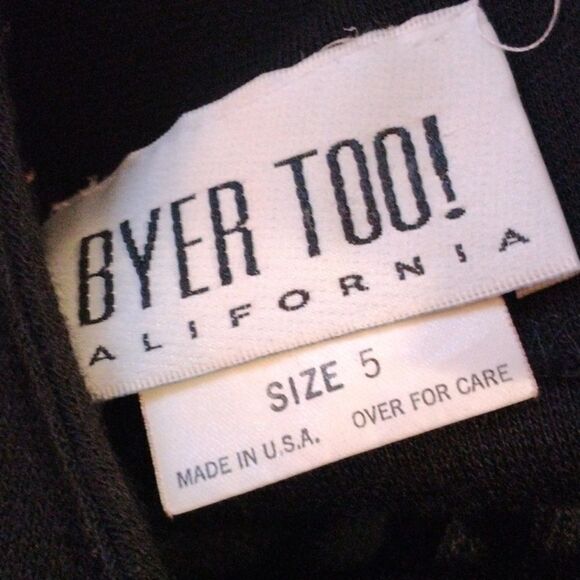 BYER TOO!
ALIFORNIA
SIZE 5
MADE IN U.S.A. OVER FOR CARE